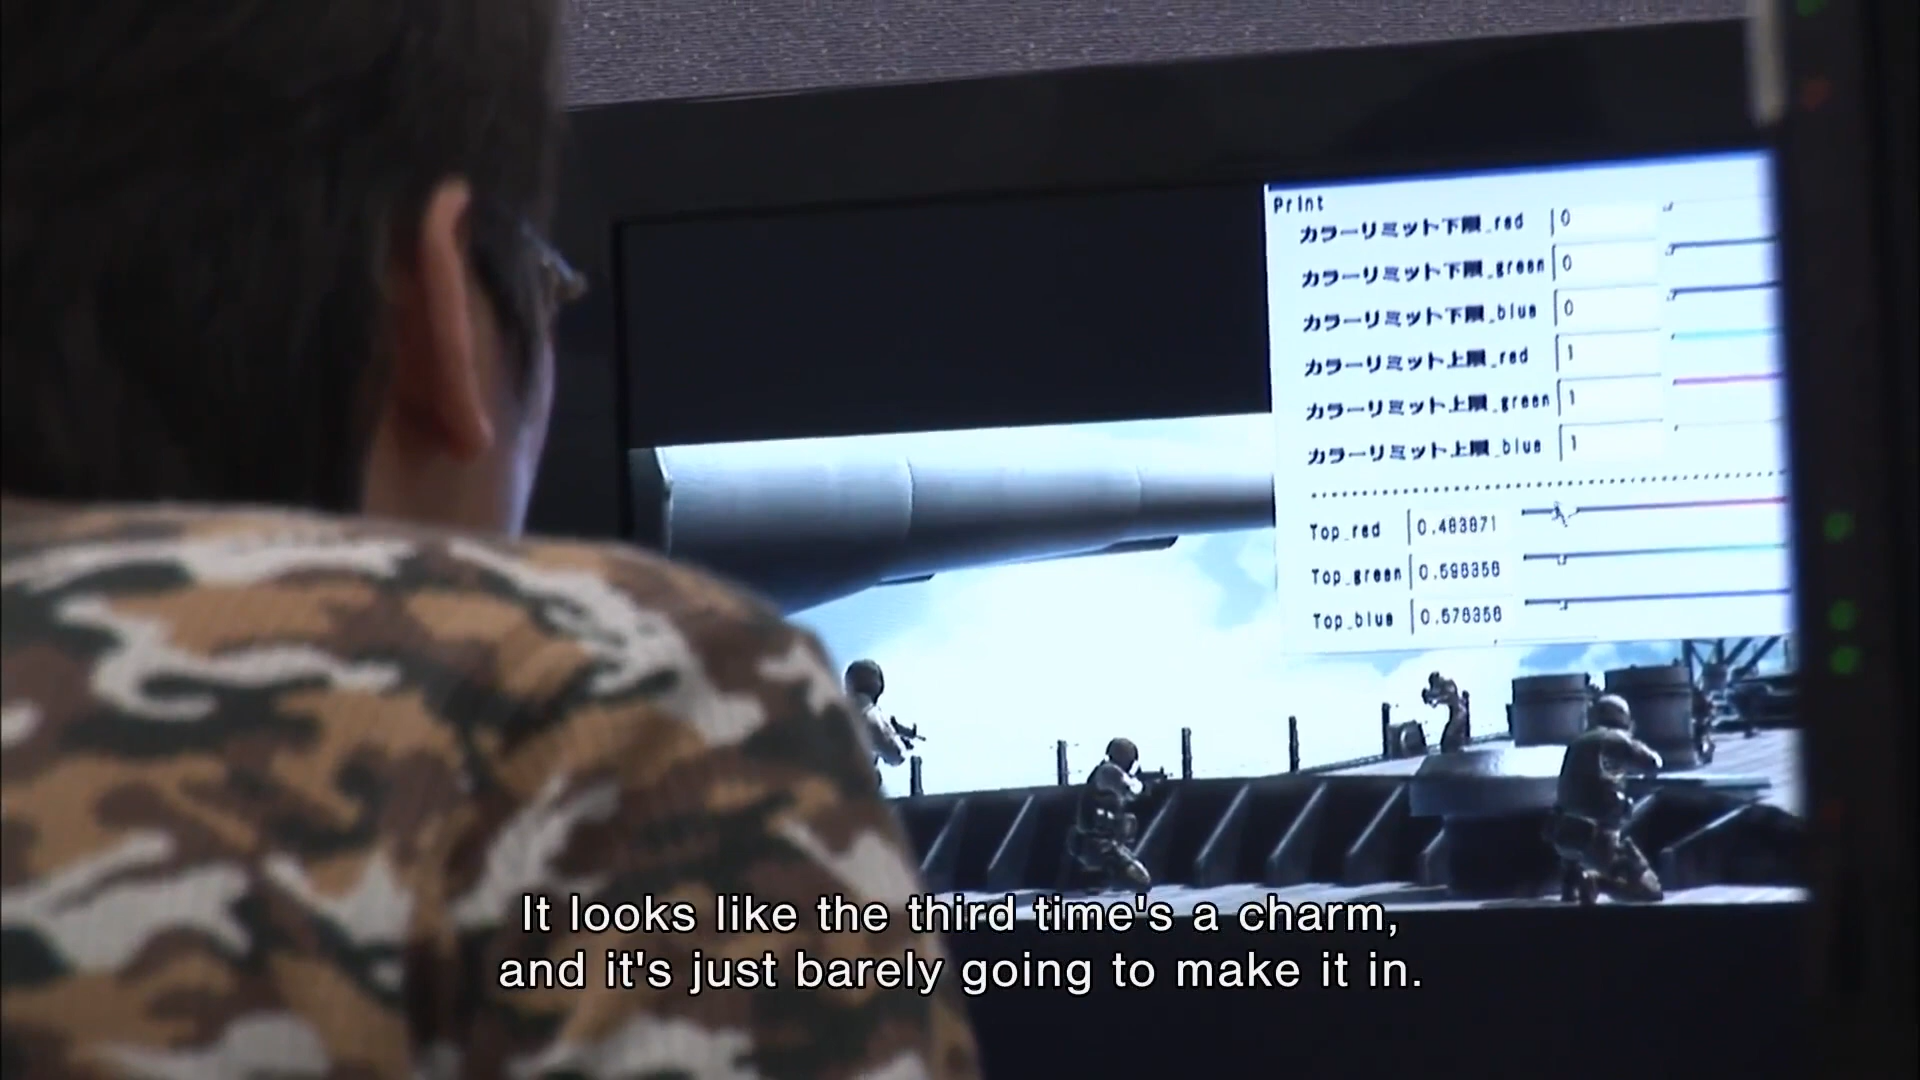 Print
カラーリミット下限_red 0
カラーリミット下限_green 0
カラーリミット下限_blue 0
カラーリミット上限_red 1
カラーリミット上限_green 1
カラーリミット上限_blue 1
Top_red 0.483871
Top_green 0.598358
Top_blue 0.578358
It looks like the third time's a charm,
and it's just barely going to make it in.